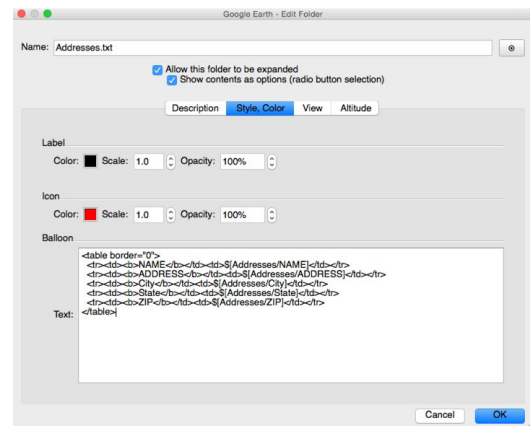 Google Earth - Edit Folder
Name: Addresses.txt
Allow this folder to be expanded
Show contents as options (radio button selection)
Description Style, Color View Altitude
Label
Color: Scale: 1.0 Opacity: 100%
Icon
Color: Scale: 1.0 Opacity: 100%
Balloon
<table border="0">
<tr><td><b>NAME</b></td><td>$[Addresses/NAME]</td></tr>
<tr><td><b>ADDRESS</b></td><td>$[Addresses/ADDRESS]</td></tr>
<tr><td><b>City</b></td><td>$[Addresses/City]</td></tr>
<tr><td><b>State</b></td><td>$[Addresses/State]</td></tr>
<tr><td><b>ZIP</b></td><td>$[Addresses/ZIP]</td></tr>
Text: </table>
Cancel OK